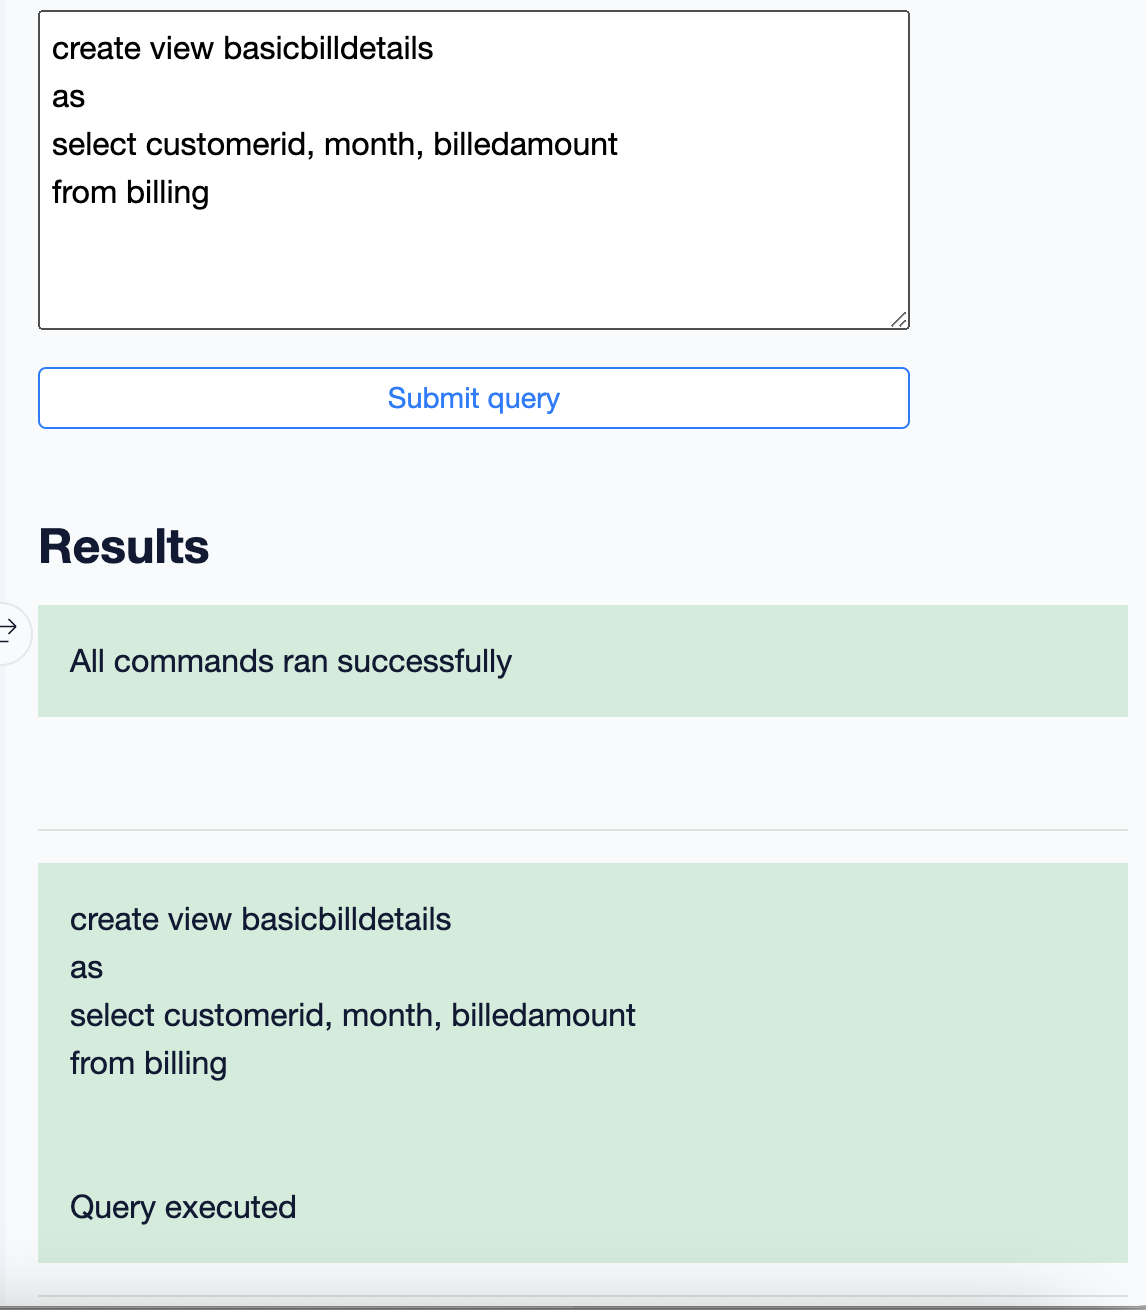 create view basicbilldetails
as
select customerid, month, billedamount
from billing
Submit query
Results
All commands ran successfully
create view basicbilldetails
as
select customerid, month, billedamount
from billing
Query executed